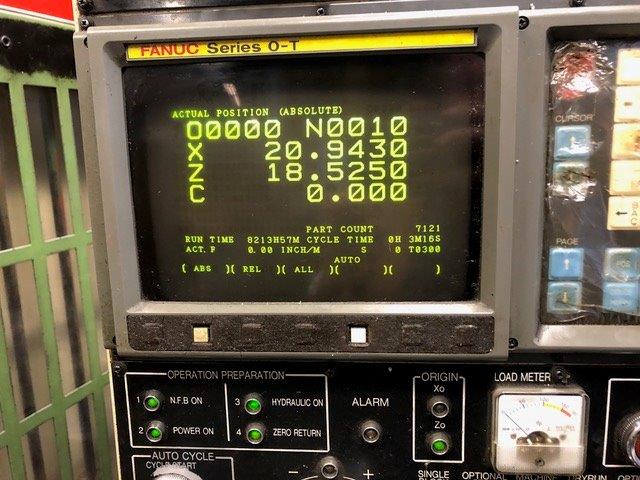 FANUC Series 0-T
ACTUAL POSITION (ABSOLUTE)
O0000 N0010
X 20.9430
Z 18.5250
C 0.000
PART COUNT 7121
RUN TIME 8213H57M CYCLE TIME 0H 3M16S
ACT. F 0.00 INCH/M S 0 T0300
AUTO
( ABS )( REL )( ALL )( )( )
CURSOR
PAGE
OPERATION PREPARATION
1 N.F.B ON 3 HYDRAULIC ON
2 POWER ON 4 ZERO RETURN
ALARM
ORIGIN
Xo
Zo
LOAD METER
AUTO CYCLE
CYCLE START
− +
SINGLE OPTIONAL MACHINE DRYRUN